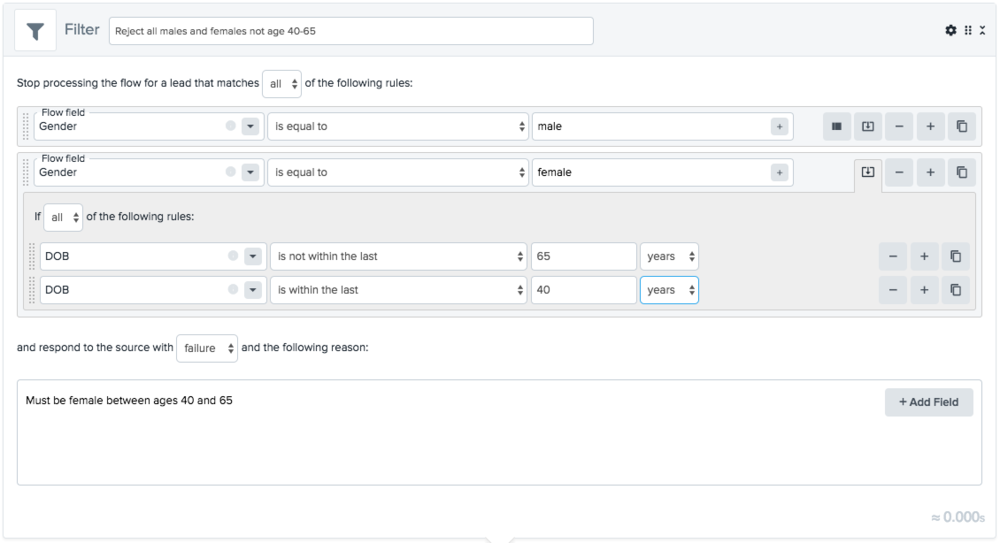 Filter Reject all males and females not age 40-65
Stop processing the flow for a lead that matches all of the following rules:
Flow field
Gender is equal to male
Flow field
Gender is equal to female
If all of the following rules:
DOB is not within the last 65 years
DOB is within the last 40 years
and respond to the source with failure and the following reason:
Must be female between ages 40 and 65
+ Add Field
≈ 0.000s